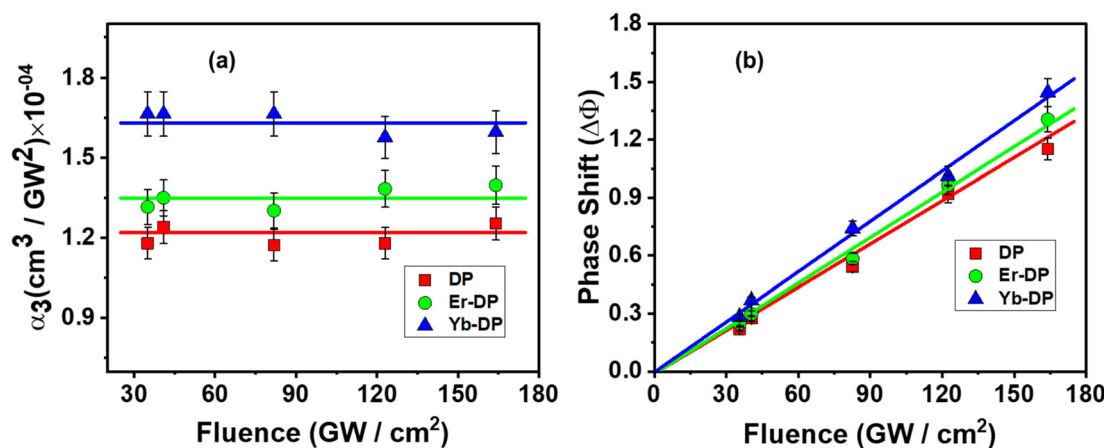 (a)
α3(cm³ / GW²)×10⁻⁰⁴
1.8
1.5
1.2
0.9
30
60
90
120
150
180
Fluence (GW / cm²)
DP
Er-DP
Yb-DP
(b)
Phase Shift (ΔΦ)
1.8
1.5
1.2
0.9
0.6
0.3
0.0
0
30
60
90
120
150
180
Fluence (GW / cm²)
DP
Er-DP
Yb-DP